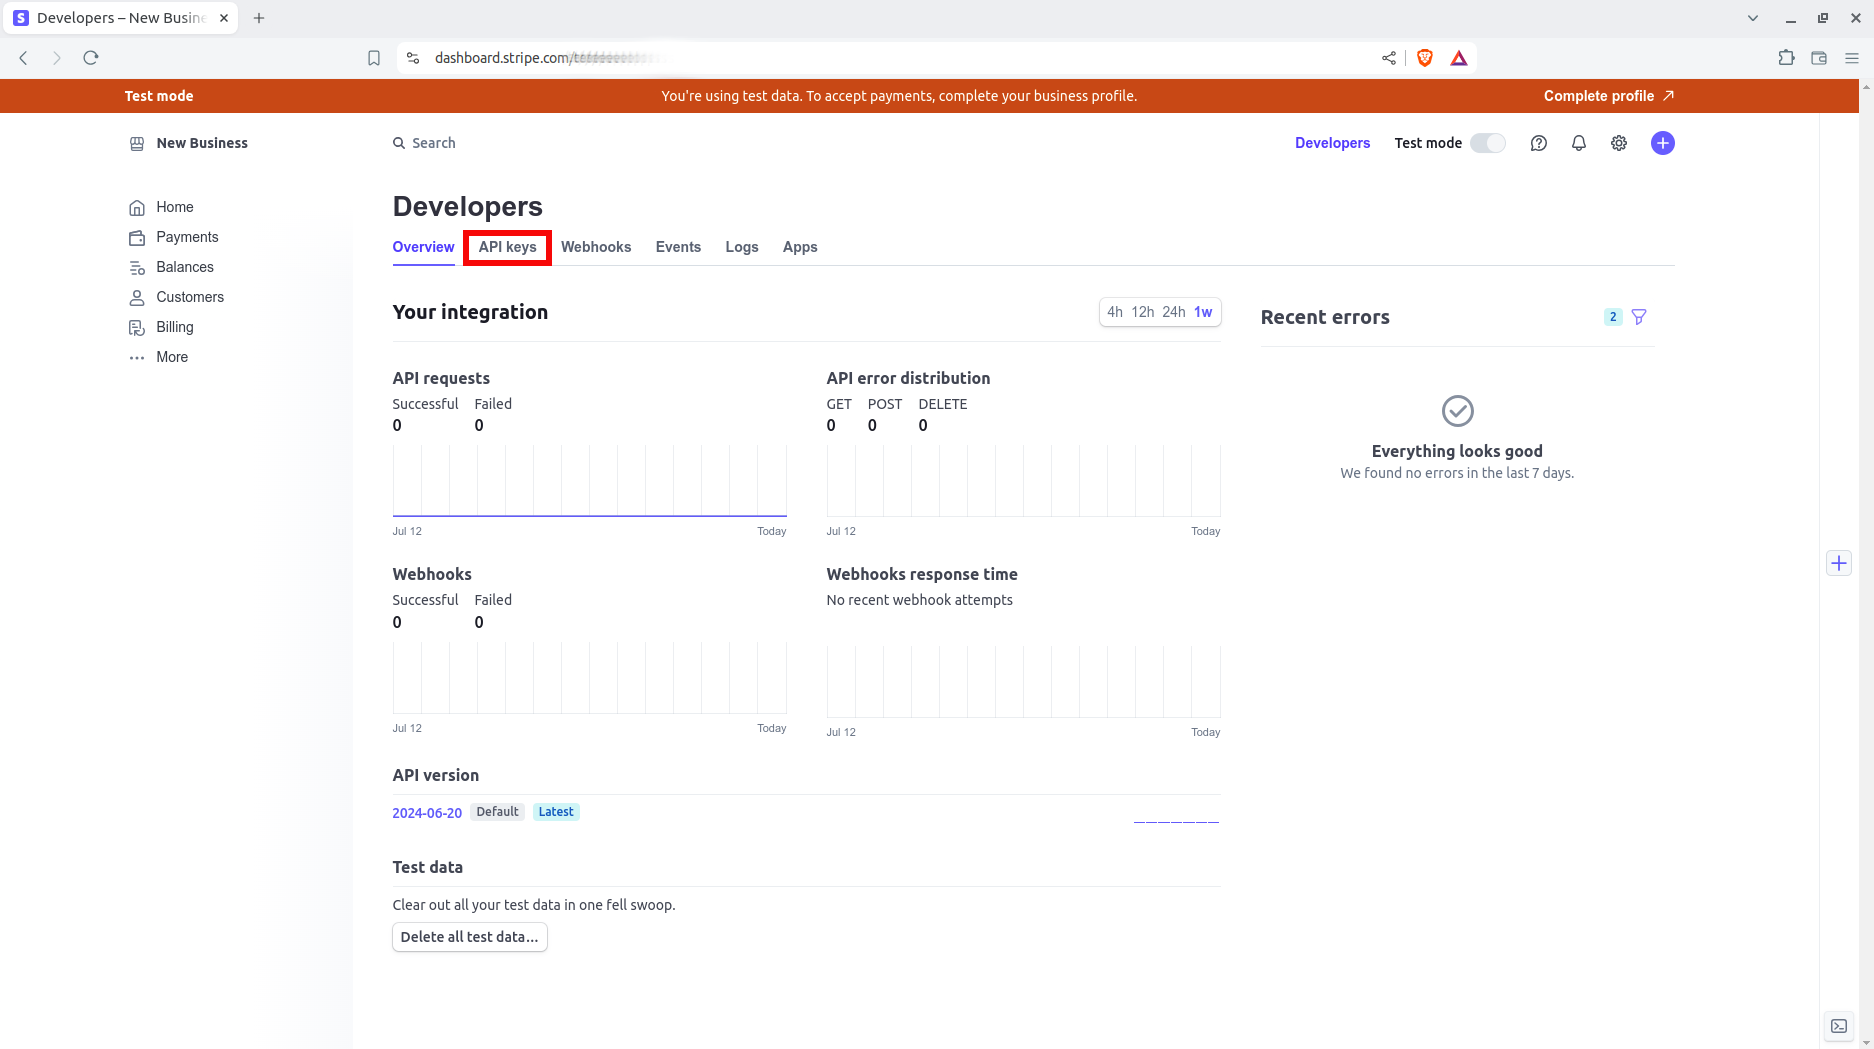 Developers – New Busin
dashboard.stripe.com/
Test mode
You're using test data. To accept payments, complete your business profile.
Complete profile
New Business
Search
Developers
Test mode
Home
Payments
Balances
Customers
Billing
More
Developers
Overview
API keys
Webhooks
Events
Logs
Apps
Your integration
4h 12h 24h 1w
API requests
Successful Failed
0 0
Jul 12 Today
API error distribution
GET POST DELETE
0 0 0
Jul 12 Today
Webhooks
Successful Failed
0 0
Jul 12 Today
Webhooks response time
No recent webhook attempts
Jul 12 Today
API version
2024-06-20 Default Latest
Test data
Clear out all your test data in one fell swoop.
Delete all test data...
Recent errors
2
Everything looks good
We found no errors in the last 7 days.